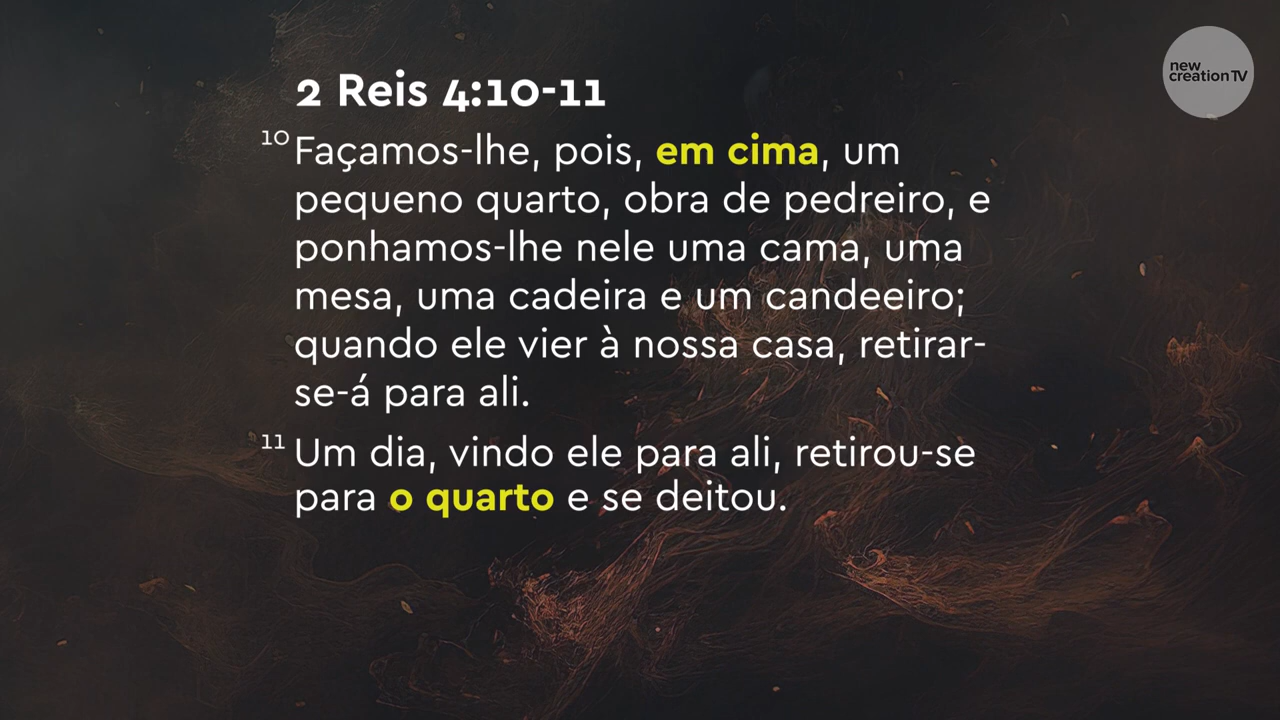 new
creation TV
2 Reis 4:10-11
10 Façamos-lhe, pois, em cima, um
pequeno quarto, obra de pedreiro, e
ponhamos-lhe nele uma cama, uma
mesa, uma cadeira e um candeeiro;
quando ele vier à nossa casa, retirar-
se-á para ali.
11 Um dia, vindo ele para ali, retirou-se
para o quarto e se deitou.